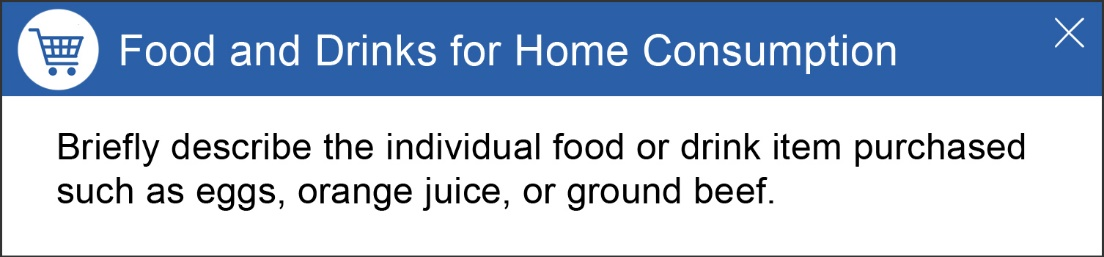 Food and Drinks for Home Consumption
Briefly describe the individual food or drink item purchased
such as eggs, orange juice, or ground beef.